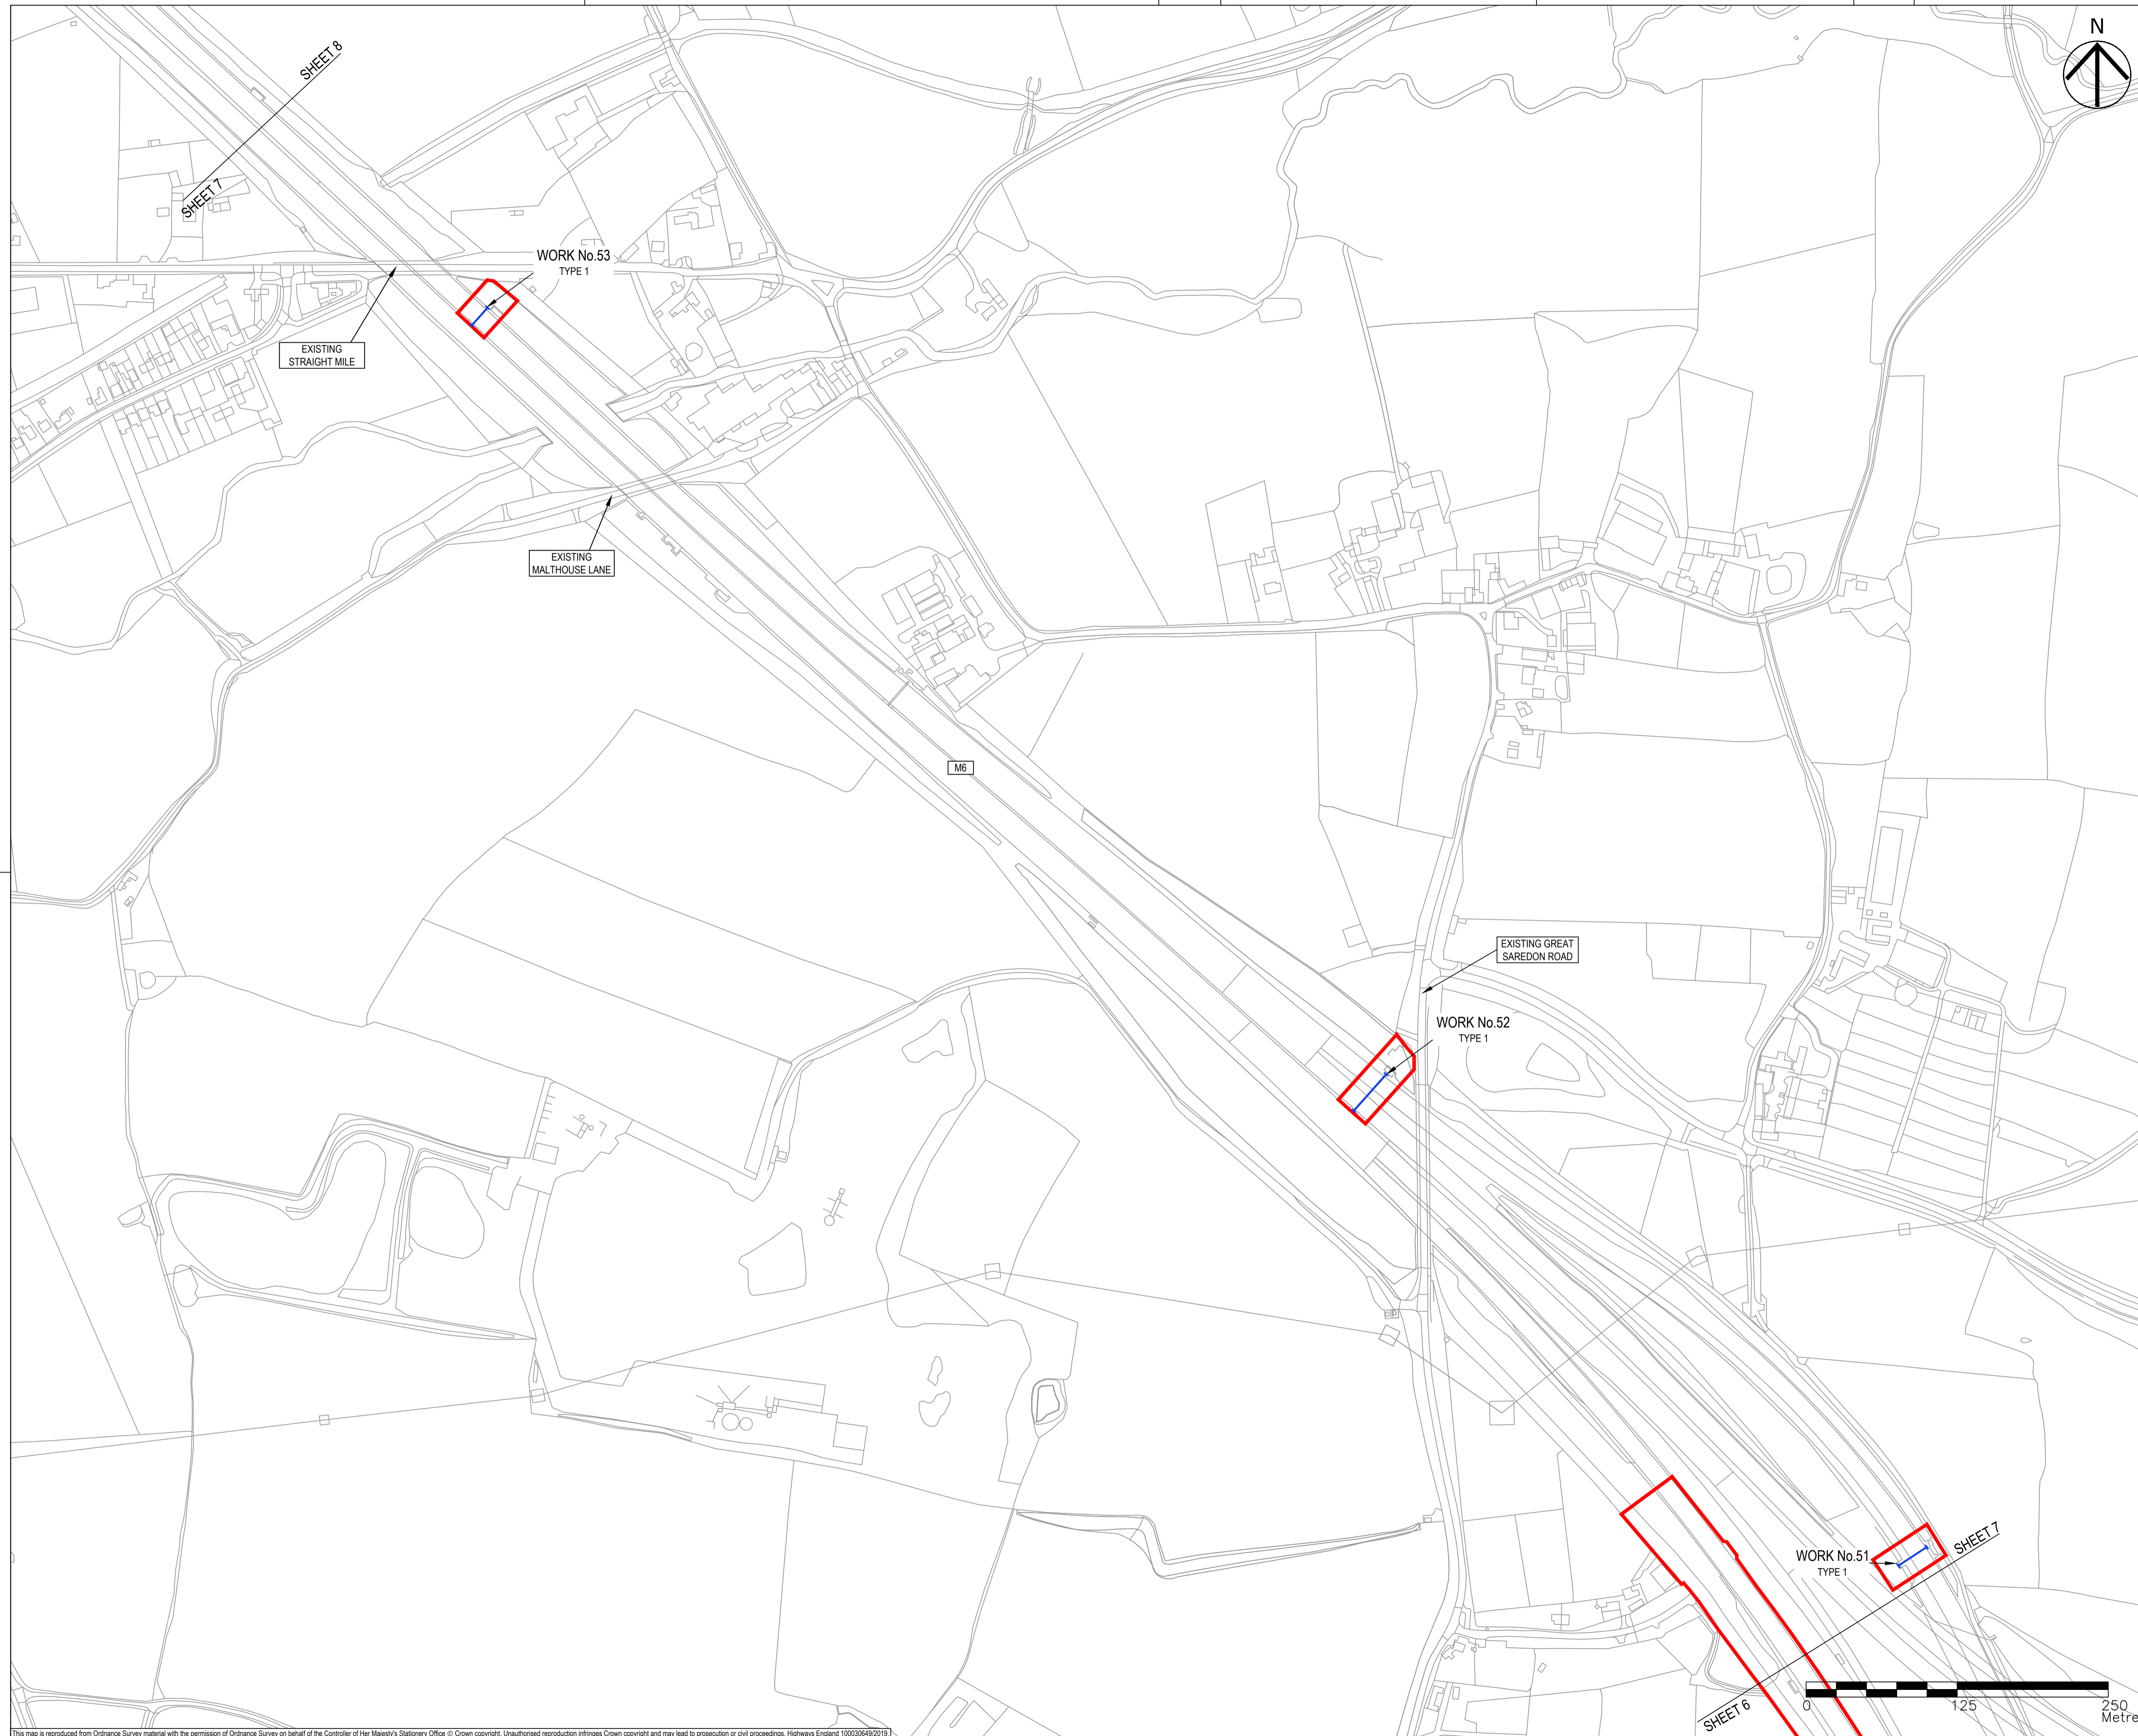 N
SHEET 8
SHEET 7
WORK No.53
TYPE 1
EXISTING
STRAIGHT MILE
EXISTING
MALTHOUSE LANE
M6
EXISTING GREAT
SAREDON ROAD
WORK No.52
TYPE 1
WORK No.51
TYPE 1
SHEET 7
SHEET 6
0 125 250
Metre
This map is reproduced from Ordnance Survey material with the permission of Ordnance Survey on behalf of the Controller of Her Majesty's Stationery Office © Crown copyright. Unauthorised reproduction infringes Crown copyright and may lead to prosecution or civil proceedings. Highways England 100030649/2019.